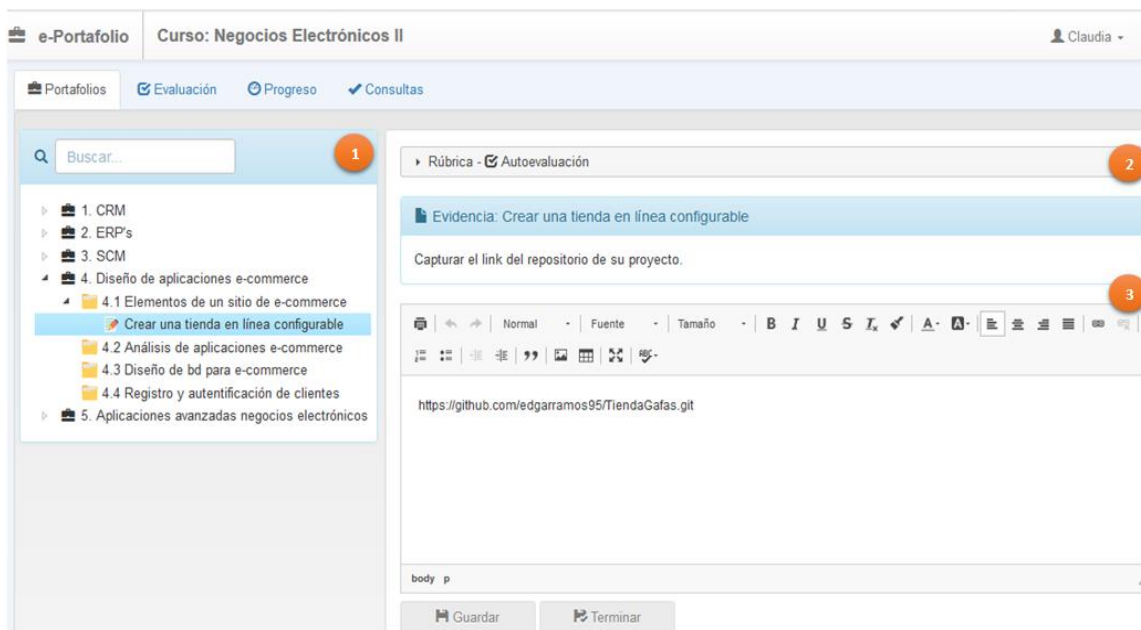 e-Portafolio Curso: Negocios Electrónicos II Claudia
Portafolios Evaluación Progreso Consultas
Buscar...
1
1. CRM
2. ERP's
3. SCM
4. Diseño de aplicaciones e-commerce
4.1 Elementos de un sitio de e-commerce
Crear una tienda en línea configurable
4.2 Análisis de aplicaciones e-commerce
4.3 Diseño de bd para e-commerce
4.4 Registro y autentificación de clientes
5. Aplicaciones avanzadas negocios electrónicos
Rúbrica - Autoevaluación
2
Evidencia: Crear una tienda en línea configurable
Capturar el link del repositorio de su proyecto.
3
Normal Fuente Tamaño B I U S Tx A A
ABC
https://github.com/edgarramos95/TiendaGafas.git
body p
Guardar Terminar